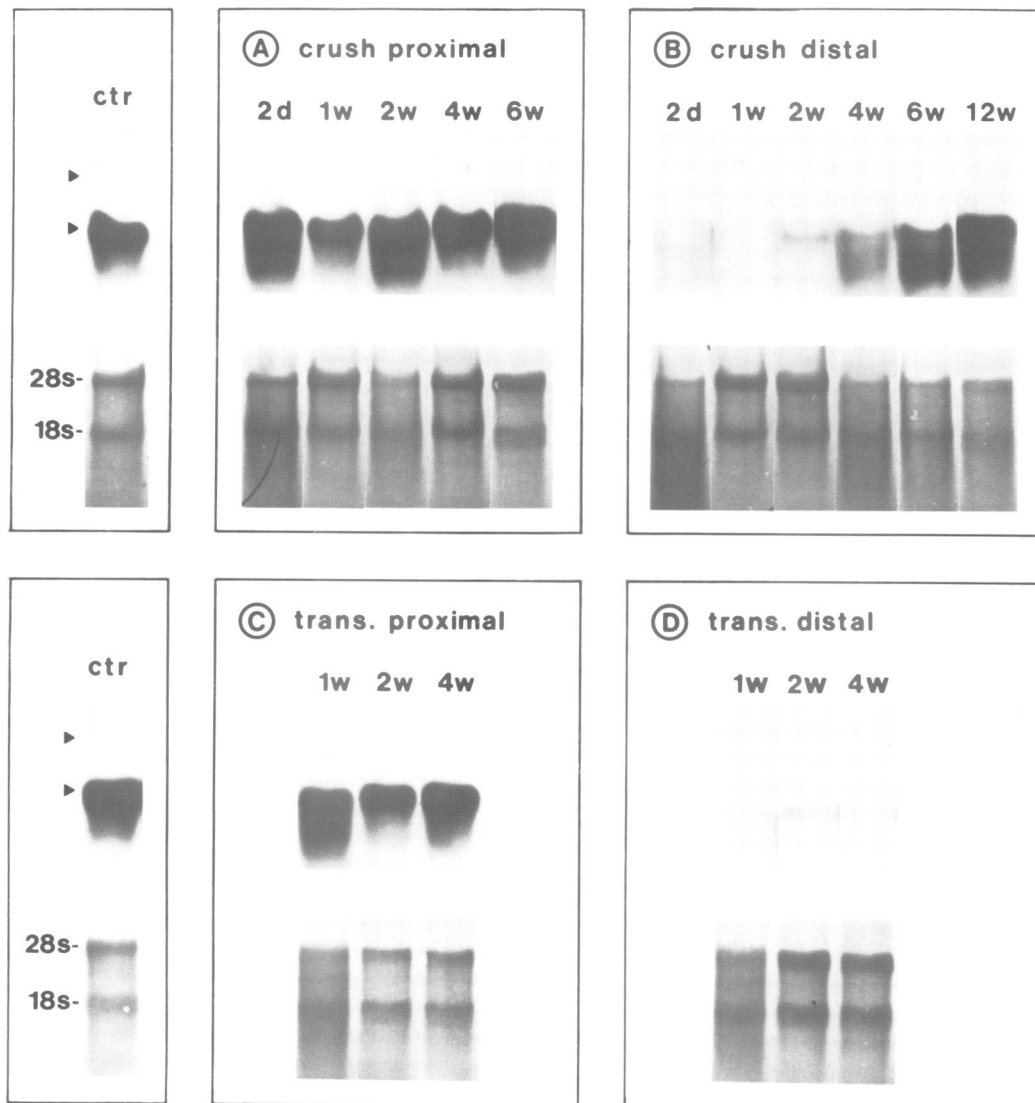 ctr
28s-
18s-
A crush proximal
2d 1w 2w 4w 6w
B crush distal
2d 1w 2w 4w 6w 12w
ctr
28s-
18s-
C trans. proximal
1w 2w 4w
D trans. distal
1w 2w 4w